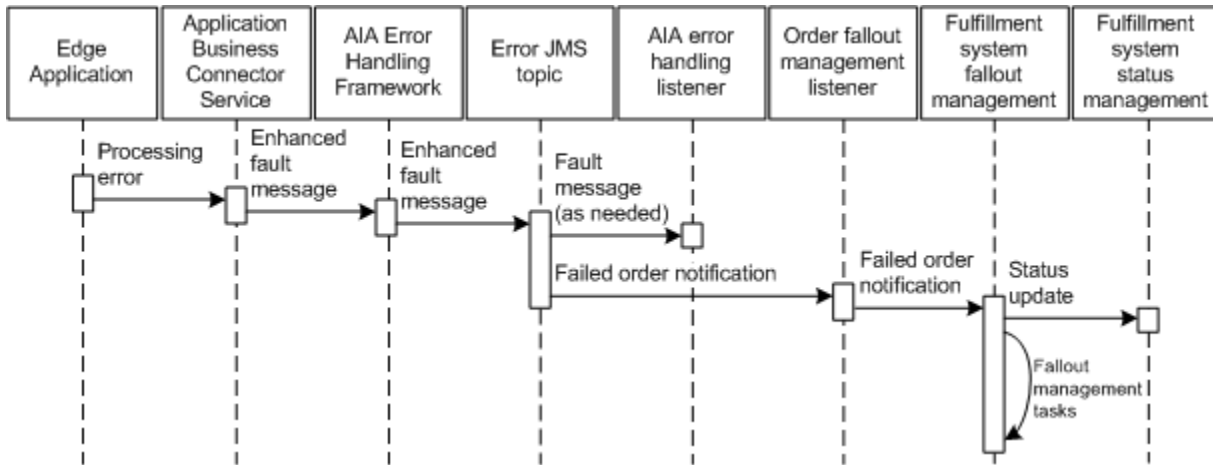 Edge
Application
Application
Business
Connector
Service
AIA Error
Handling
Framework
Error JMS
topic
AIA error
handling
listener
Order fallout
management
listener
Fulfillment
system
fallout
management
Fulfillment
system
status
management
Processing
error
Enhanced
fault
message
Enhanced
fault
message
Fault
message
(as needed)
Failed order notification
Failed order
notification
Status
update
Fallout
management
tasks